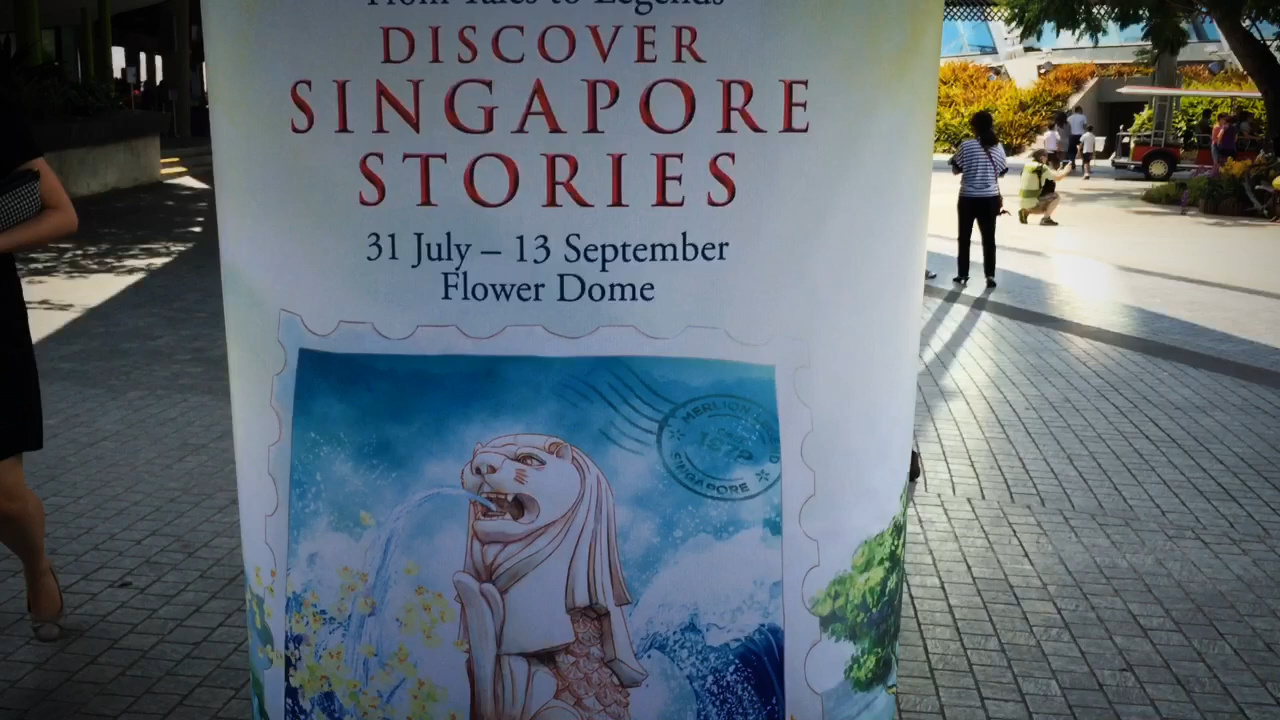 From Tales to Legends
DISCOVER
SINGAPORE
STORIES
31 July – 13 September
Flower Dome
MERLION
1972
SINGAPORE